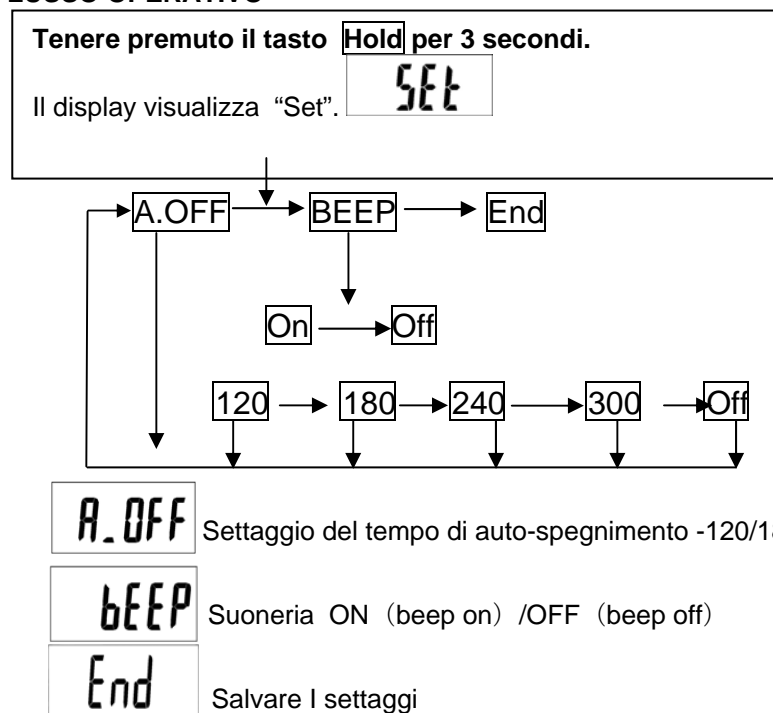 Tenere premuto il tasto Hold per 3 secondi.
Il display visualizza “Set”. SEt
A.OFF BEEP End
On Off
120 180 240 300 Off
A_OFF Settaggio del tempo di auto-spegnimento -120/1
bEEP Suoneria ON （beep on）/OFF （beep off）
End Salvare I settaggi